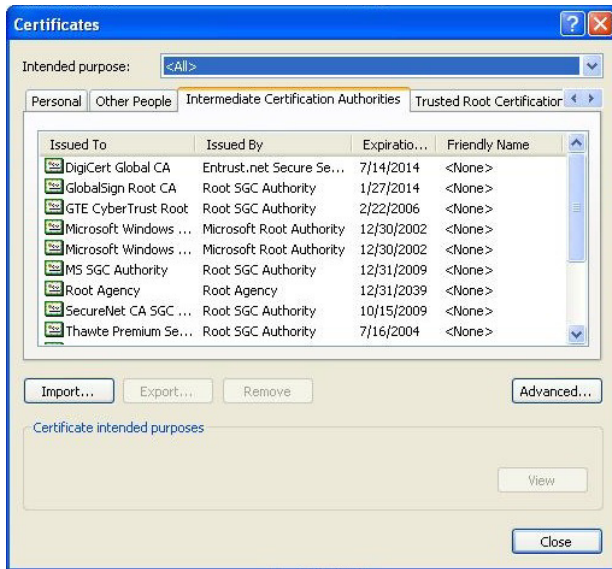 Certificates
Intended purpose: <All>
Personal Other People Intermediate Certification Authorities Trusted Root Certification
Issued To Issued By Expiratio... Friendly Name
DigiCert Global CA Entrust.net Secure Se... 7/14/2014 <None>
GlobalSign Root CA Root SGC Authority 1/27/2014 <None>
GTE CyberTrust Root Root SGC Authority 2/22/2006 <None>
Microsoft Windows ... Microsoft Root Authority 12/30/2002 <None>
Microsoft Windows ... Microsoft Root Authority 12/30/2002 <None>
MS SGC Authority Root SGC Authority 12/31/2009 <None>
Root Agency Root Agency 12/31/2039 <None>
SecureNet CA SGC ... Root SGC Authority 10/15/2009 <None>
Thawte Premium Se... Root SGC Authority 7/16/2004 <None>
Import... Export... Remove Advanced...
Certificate intended purposes
View
Close